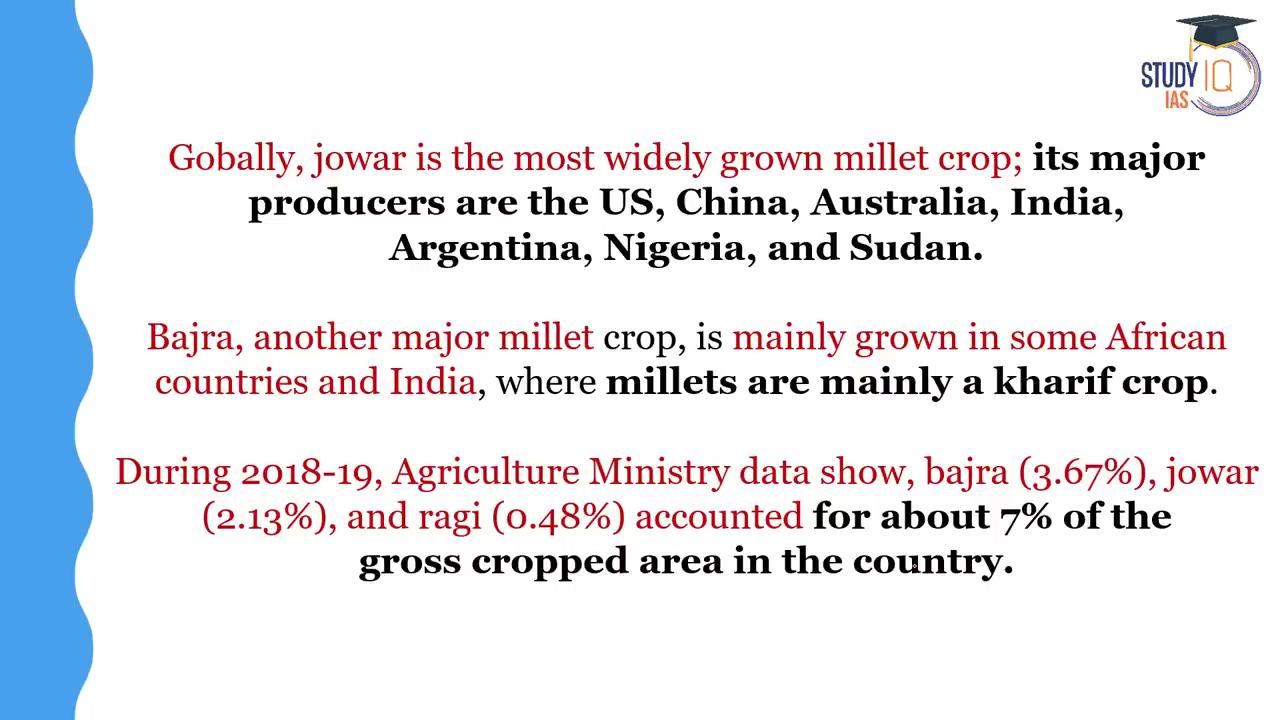 STUDY IQ
IAS
Gobally, jowar is the most widely grown millet crop; its major
producers are the US, China, Australia, India,
Argentina, Nigeria, and Sudan.
Bajra, another major millet crop, is mainly grown in some African
countries and India, where millets are mainly a kharif crop.
During 2018-19, Agriculture Ministry data show, bajra (3.67%), jowar
(2.13%), and ragi (0.48%) accounted for about 7% of the
gross cropped area in the country.